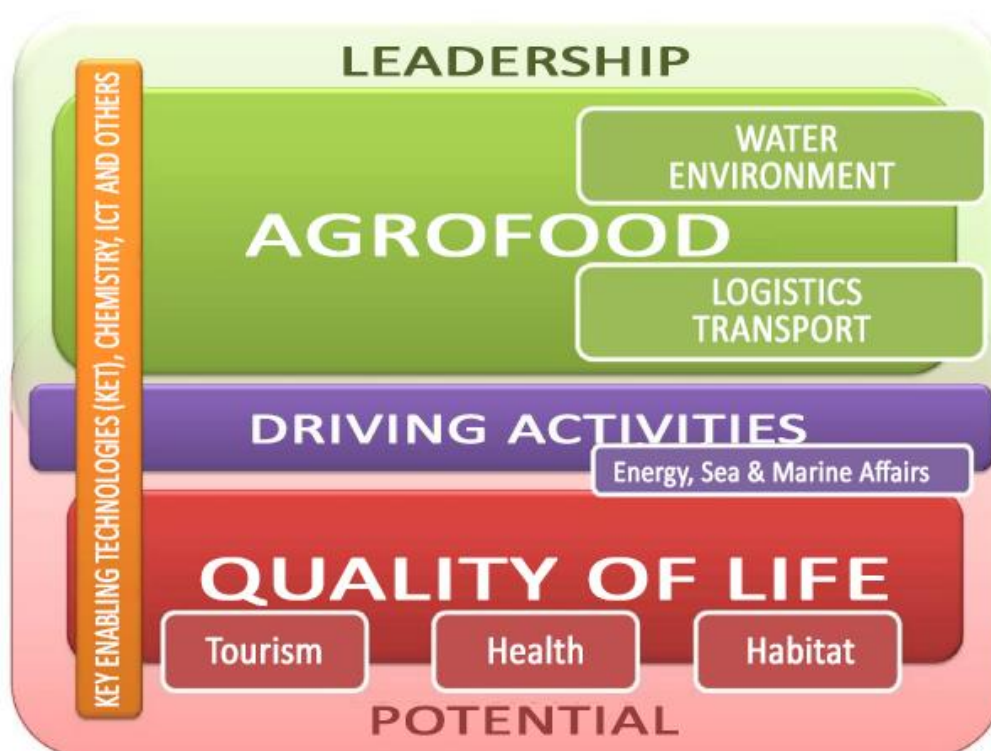 LEADERSHIP
KEY ENABLING TECHNOLOGIES (KET), CHEMISTRY, ICT AND OTHERS
WATER
ENVIRONMENT
AGROFOOD
LOGISTICS
TRANSPORT
DRIVING ACTIVITIES
Energy, Sea & Marine Affairs
QUALITY OF LIFE
Tourism
Health
Habitat
POTENTIAL